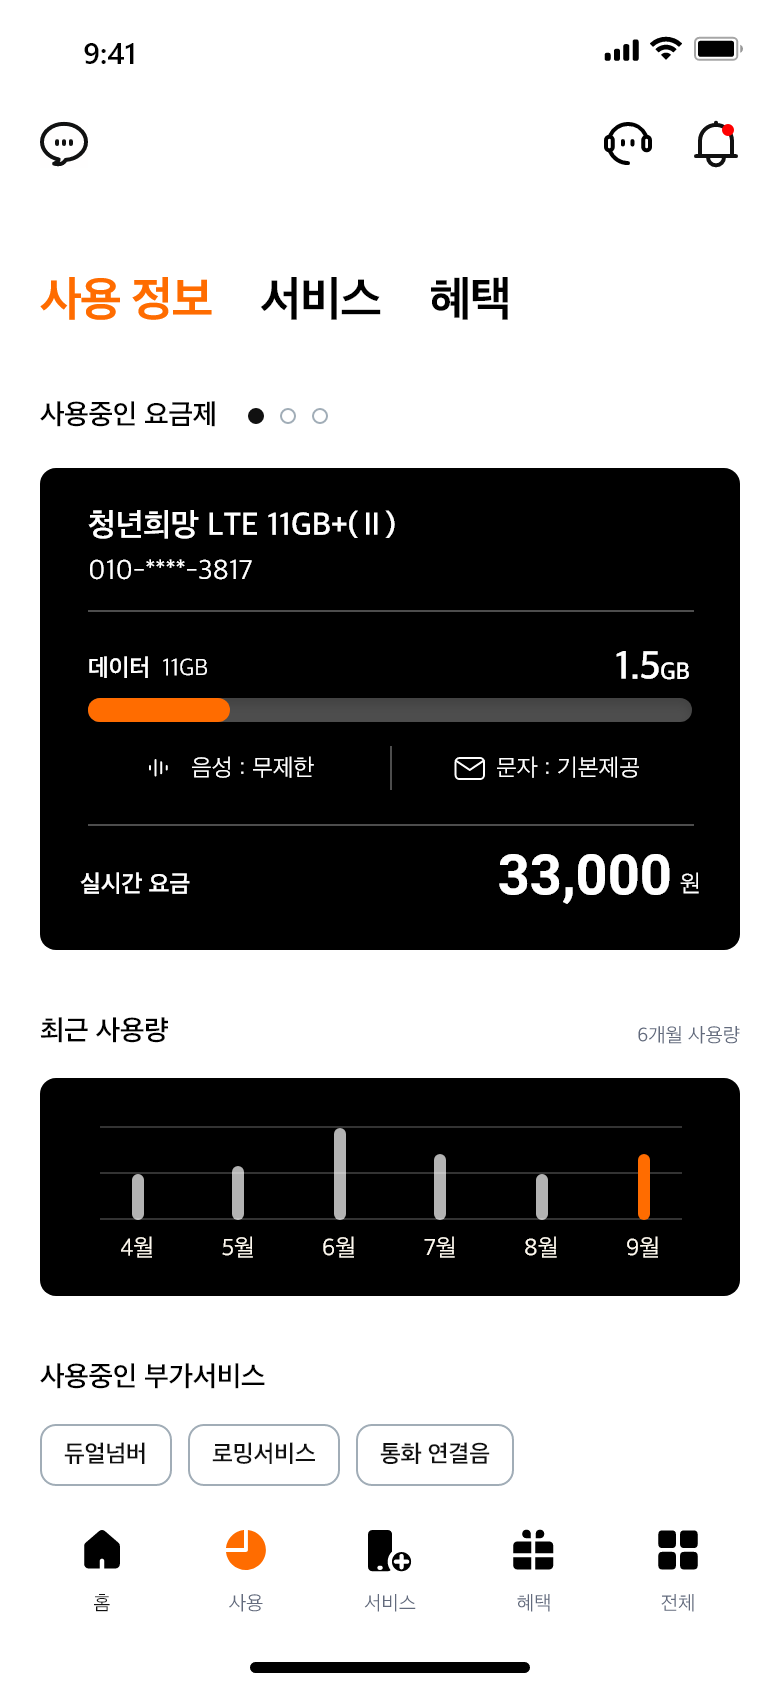 9:41
사용 정보 서비스 혜택
사용중인 요금제
청년희망 LTE 11GB+(Ⅱ)
010-****-3817
데이터 11GB 1.5GB
음성 : 무제한 문자 : 기본제공
실시간 요금 33,000 원
최근 사용량 6개월 사용량
4월 5월 6월 7월 8월 9월
사용중인 부가서비스
듀얼넘버 로밍서비스 통화 연결음
홈 사용 서비스 혜택 전체